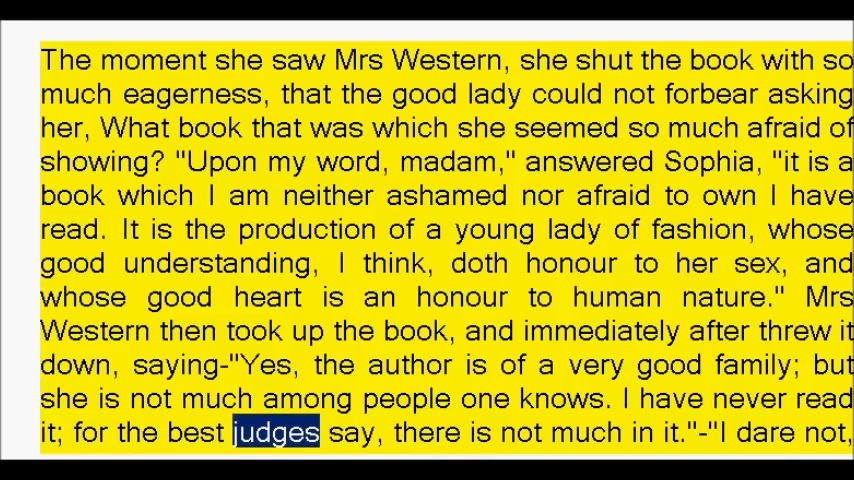 The moment she saw Mrs Western, she shut the book with so
much eagerness, that the good lady could not forbear asking
her, What book that was which she seemed so much afraid of
showing? "Upon my word, madam," answered Sophia, "it is a
book which I am neither ashamed nor afraid to own I have
read. It is the production of a young lady of fashion, whose
good understanding, I think, doth honour to her sex, and
whose good heart is an honour to human nature." Mrs
Western then took up the book, and immediately after threw it
down, saying-"Yes, the author is of a very good family; but
she is not much among people one knows. I have never read
it; for the best judges say, there is not much in it."-"I dare not,